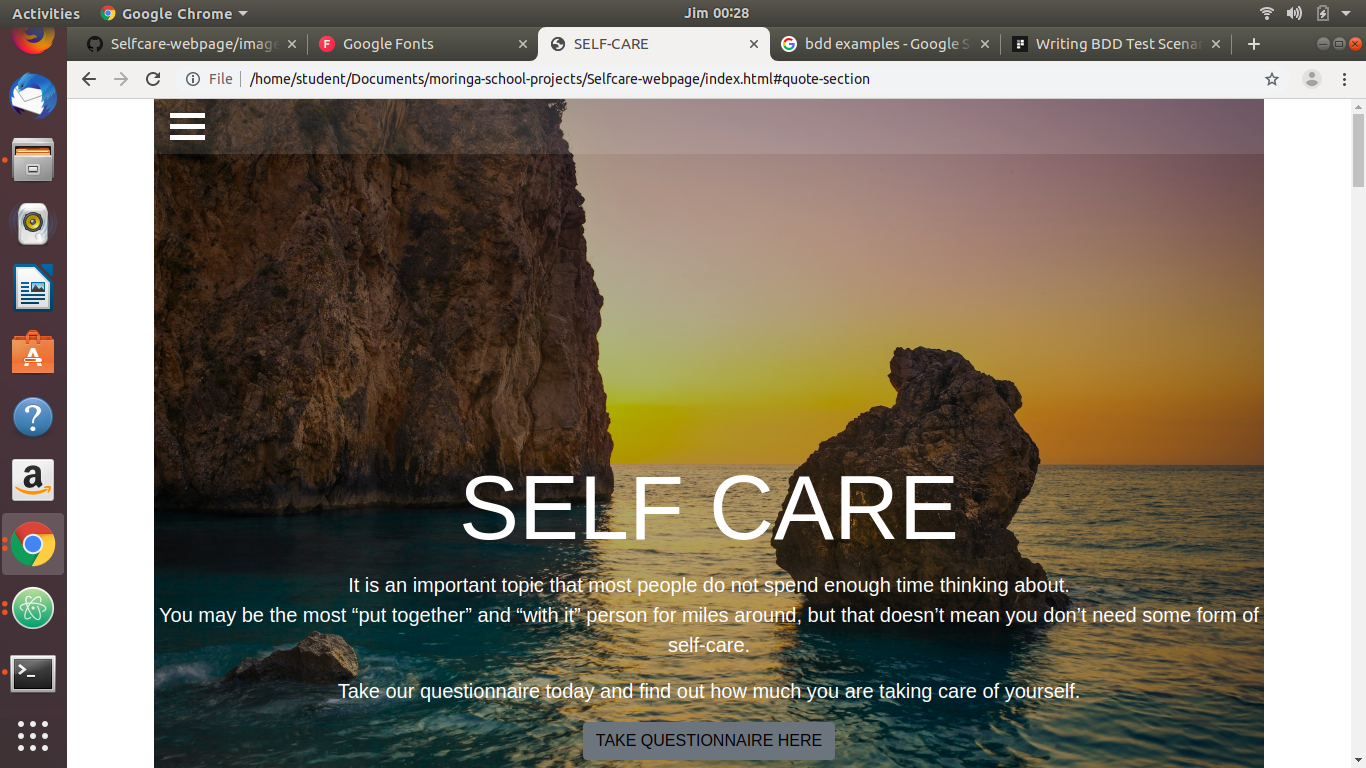 Activities Google Chrome Jim 00:28
Selfcare-webpage/image Google Fonts SELF-CARE bdd examples - Google S Writing BDD Test Scenar
File /home/student/Documents/moringa-school-projects/Selfcare-webpage/index.html#quote-section
SELF CARE
It is an important topic that most people do not spend enough time thinking about.
You may be the most “put together” and “with it” person for miles around, but that doesn’t mean you don’t need some form of
self-care.
Take our questionnaire today and find out how much you are taking care of yourself.
TAKE QUESTIONNAIRE HERE